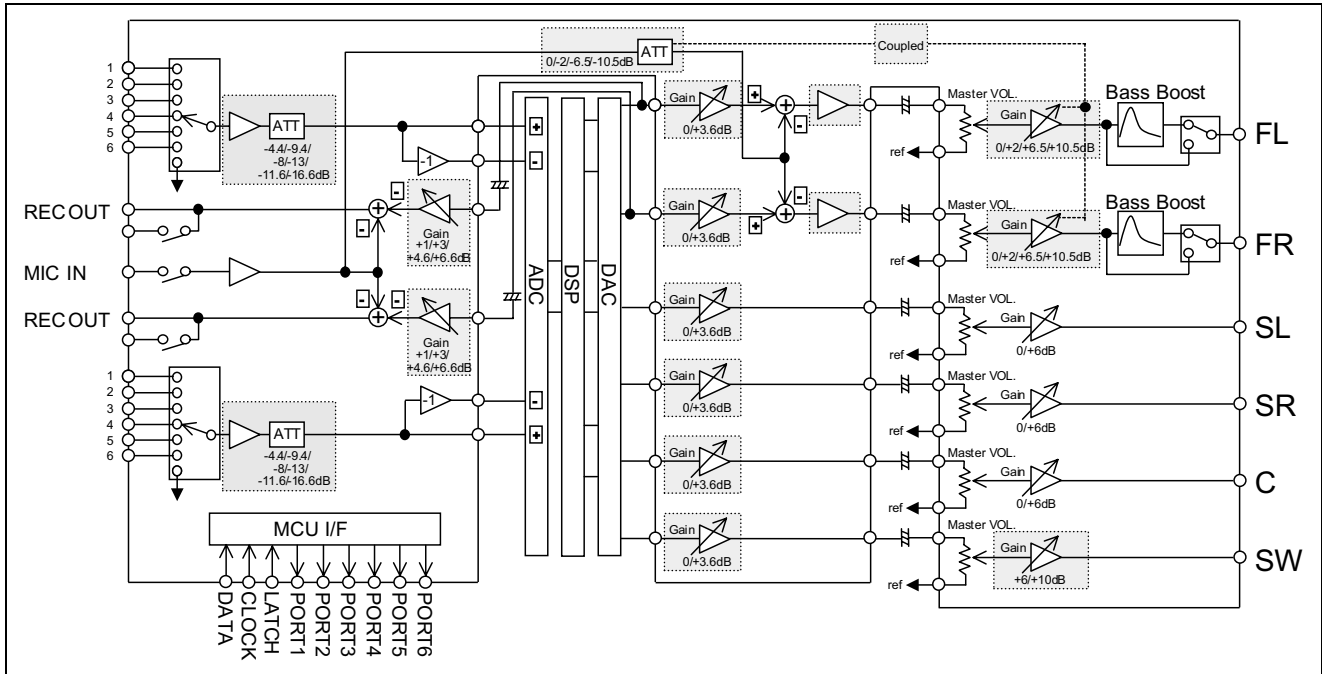 ATT
0/-2/-6.5/-10.5dB
Coupled
1
2
3
4
5
6
ATT
-4.4/-9.4/
-8/-13/
-11.6/-16.6dB
-1
+
-
Gain
0/+3.6dB
+
-
Master VOL.
ref
Gain
0/+2/+6.5/+10.5dB
Bass Boost
FL
REC OUT
-
-
Gain
+1/+3/
+4.6/+6.6dB
MIC IN
Gain
0/+3.6dB
-
+
Master VOL.
ref
Gain
0/+2/+6.5/+10.5dB
Bass Boost
FR
ADC
DSP
DAC
REC OUT
-
-
Gain
+1/+3/
+4.6/+6.6dB
Gain
0/+3.6dB
Master VOL.
ref
Gain
0/+6dB
SL
1
2
3
4
5
6
ATT
-4.4/-9.4/
-8/-13/
-11.6/-16.6dB
-1
-
+
Gain
0/+3.6dB
Master VOL.
ref
Gain
0/+6dB
SR
Gain
0/+3.6dB
Master VOL.
ref
Gain
0/+6dB
C
Gain
0/+3.6dB
Master VOL.
ref
Gain
+6/+10dB
SW
MCU I/F
DATA
CLOCK
LATCH
PORT1
PORT2
PORT3
PORT4
PORT5
PORT6